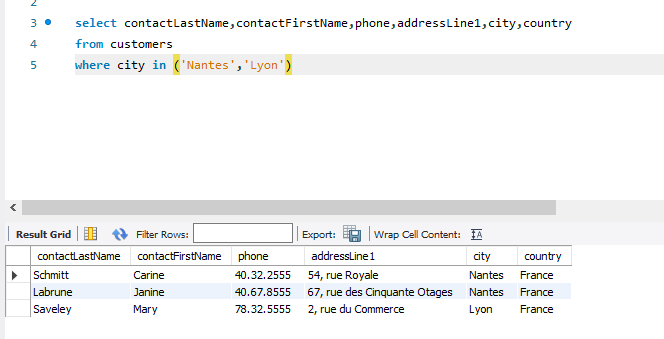 2
3 select contactLastName,contactFirstName,phone,addressLine1,city,country
4 from customers
5 where city in ('Nantes','Lyon')
Result Grid Filter Rows: Export: Wrap Cell Content: IA
contactLastName contactFirstName phone addressLine1 city country
Schmitt Carine 40.32.2555 54, rue Royale Nantes France
Labrune Janine 40.67.8555 67, rue des Cinquante Otages Nantes France
Saveley Mary 78.32.5555 2, rue du Commerce Lyon France